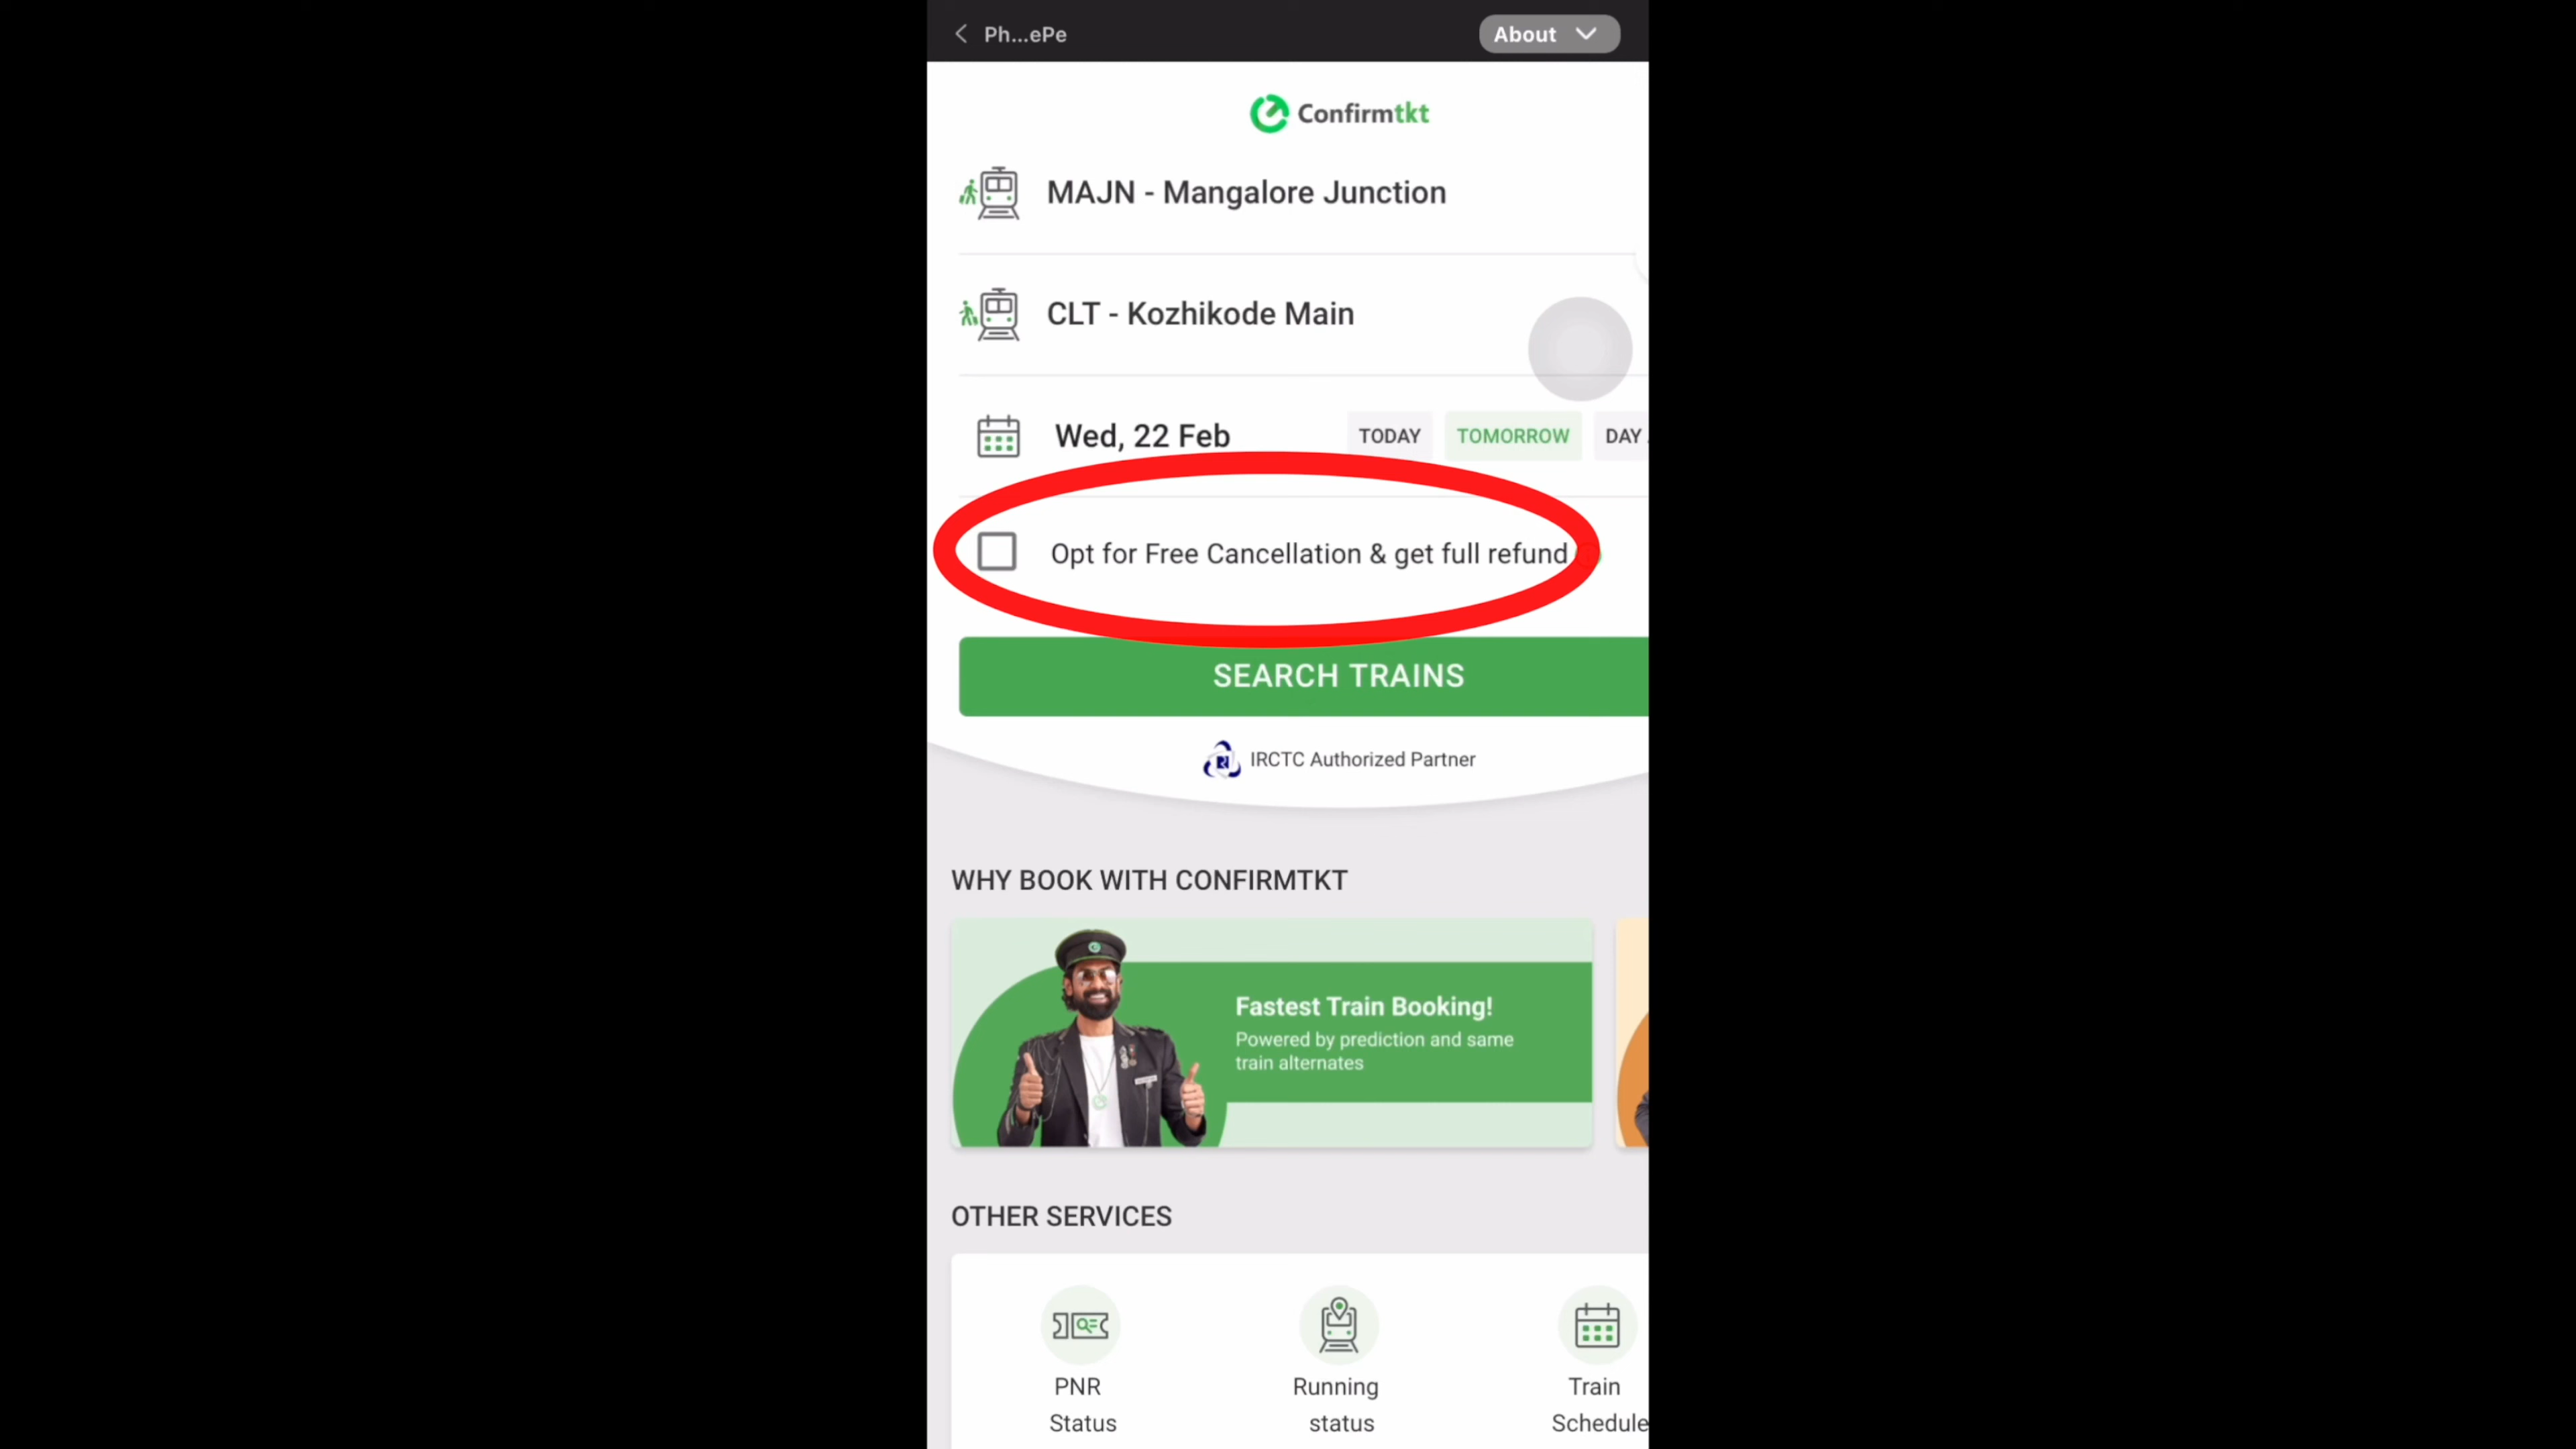 Ph...ePe
About
Confirmtkt
MAJN - Mangalore Junction
CLT - Kozhikode Main
Wed, 22 Feb
TODAY
TOMORROW
DAY
Opt for Free Cancellation & get full refund
SEARCH TRAINS
IRCTC Authorized Partner
WHY BOOK WITH CONFIRMTKT
Fastest Train Booking!
Powered by prediction and same
train alternates
OTHER SERVICES
PNR
Status
Running
status
Train
Schedule